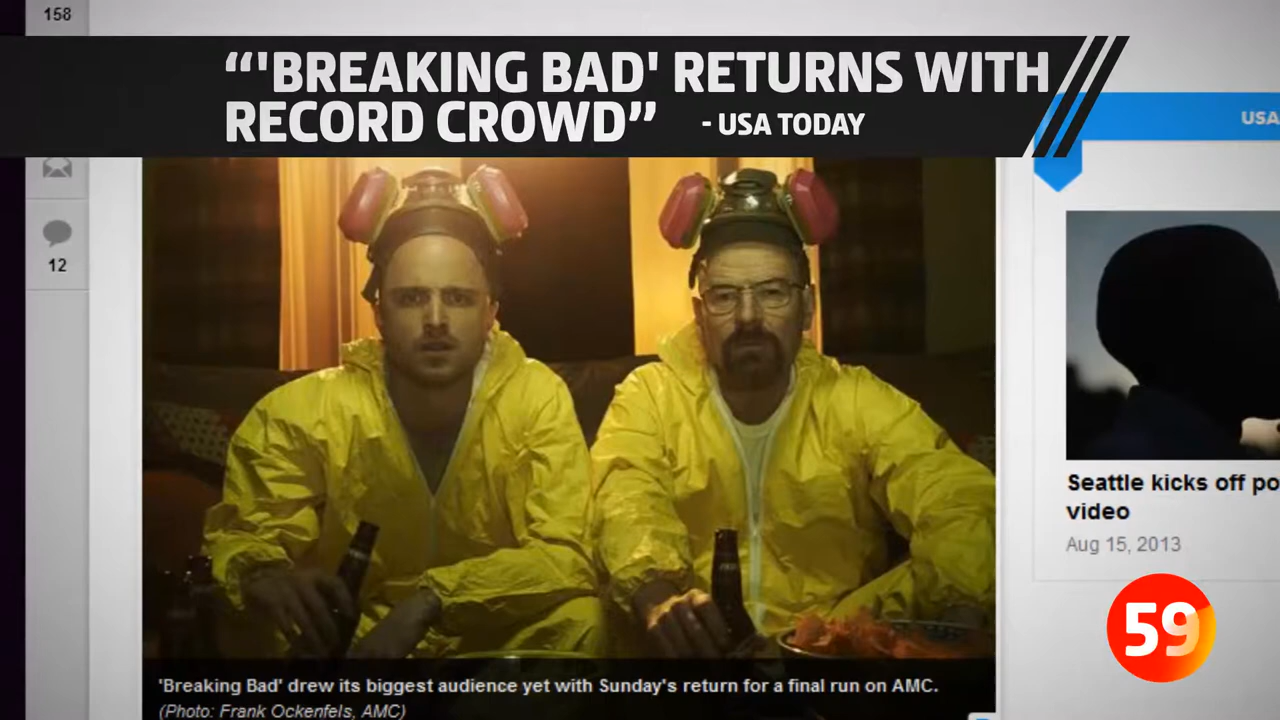 158
“'BREAKING BAD' RETURNS WITH
RECORD CROWD” - USA TODAY
USA
12
Seattle kicks off po
video
Aug 15, 2013
59
'Breaking Bad' drew its biggest audience yet with Sunday's return for a final run on AMC.
(Photo: Frank Ockenfels, AMC)